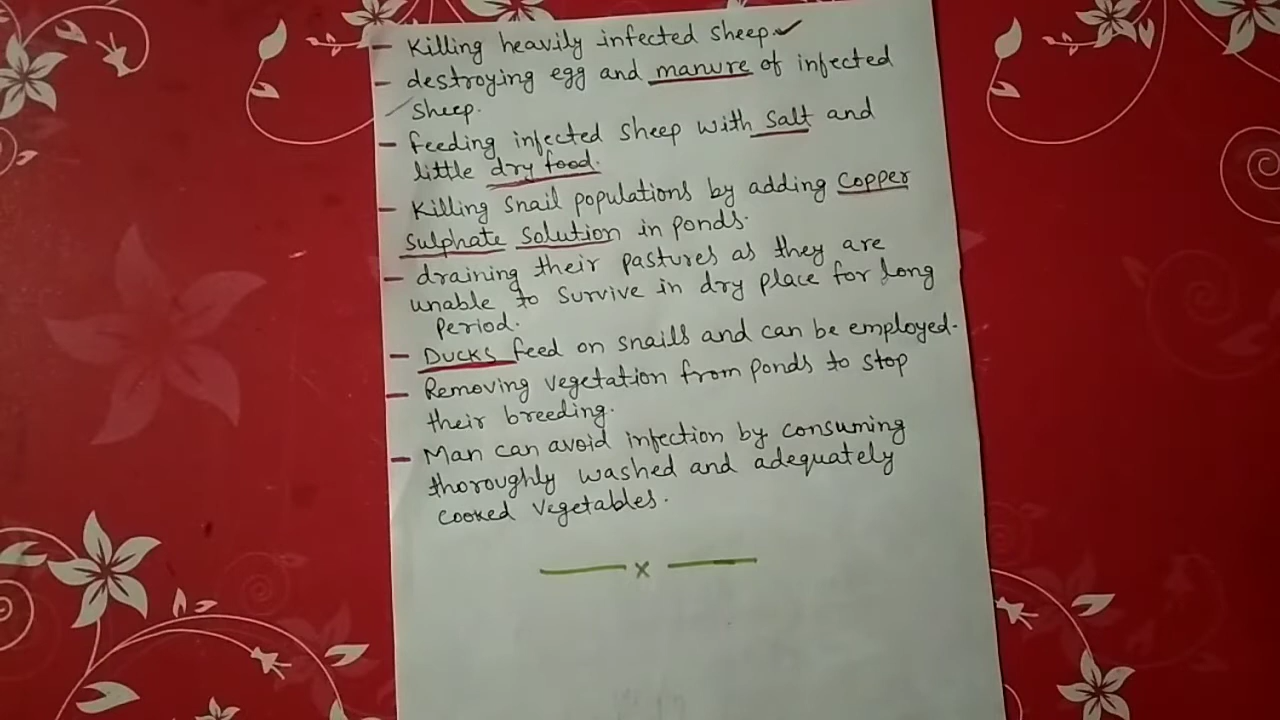 - Killing heavily infected sheep.✓
- destroying egg and manure of infected
sheep.
- feeding infected sheep with salt and
little dry food.
- Killing snail populations by adding copper
sulphate solution in ponds.
- draining their pastures as they are
unable to survive in dry place for long
period.
- Ducks feed on snails and can be employed.
- Removing vegetation from ponds to stop
their breeding.
- Man can avoid infection by consuming
thoroughly washed and adequately
cooked vegetables.
x